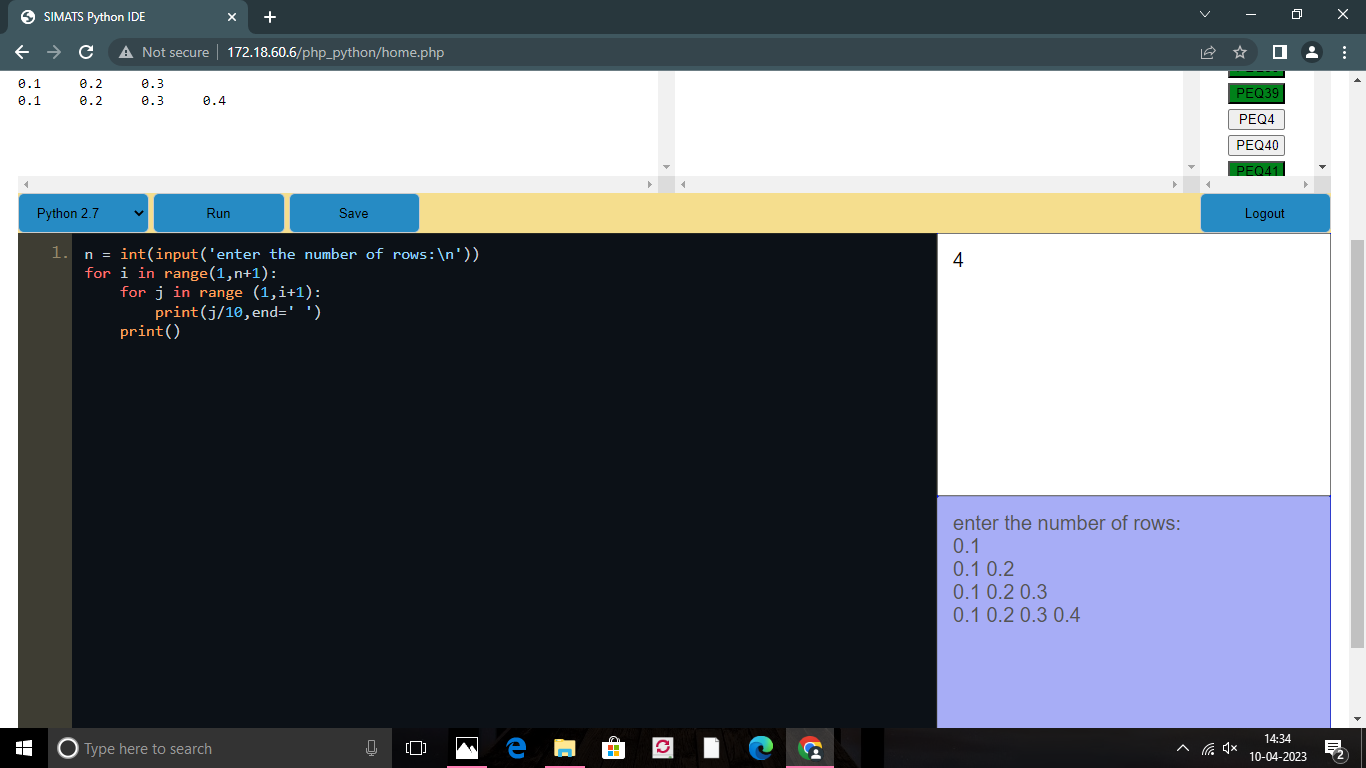 SIMATS Python IDE
Not secure 172.18.60.6/php_python/home.php
0.1 0.2 0.3
0.1 0.2 0.3 0.4
PEQ39
PEQ4
PEQ40
PEQ41
Python 2.7 Run Save Logout
1. n = int(input('enter the number of rows:\n'))
for i in range(1,n+1):
    for j in range (1,i+1):
        print(j/10,end=' ')
    print()
4
enter the number of rows:
0.1
0.1 0.2
0.1 0.2 0.3
0.1 0.2 0.3 0.4
Type here to search
14:34
10-04-2023
2